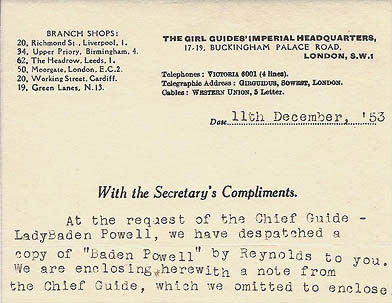 BRANCH SHOPS:
20, Richmond St., Liverpool, 1.
34, Upper Priory, Birmingham, 4.
62, The Headrow, Leeds, 1.
50, Moorgate, London, E.C.2.
20, Working Street, Cardiff.
19, Green Lanes, N.13.
THE GIRL GUIDES' IMPERIAL HEADQUARTERS,
17-19, BUCKINGHAM PALACE ROAD,
LONDON, S.W.1
Telephones: VICTORIA 6001 (4 lines).
Telegraphic Address: GIRGUIDUS, SOWEST, LONDON.
Cables: WESTERN UNION, 5 Letter.
Date 11th December, '53
With the Secretary's Compliments.
At the request of the Chief Guide -
LadyBaden Powell, we have despatched a
copy of "Baden Powell" by Reynolds to you.
We are enclosing herewith a note from
the Chief Guide, which we omitted to enclose